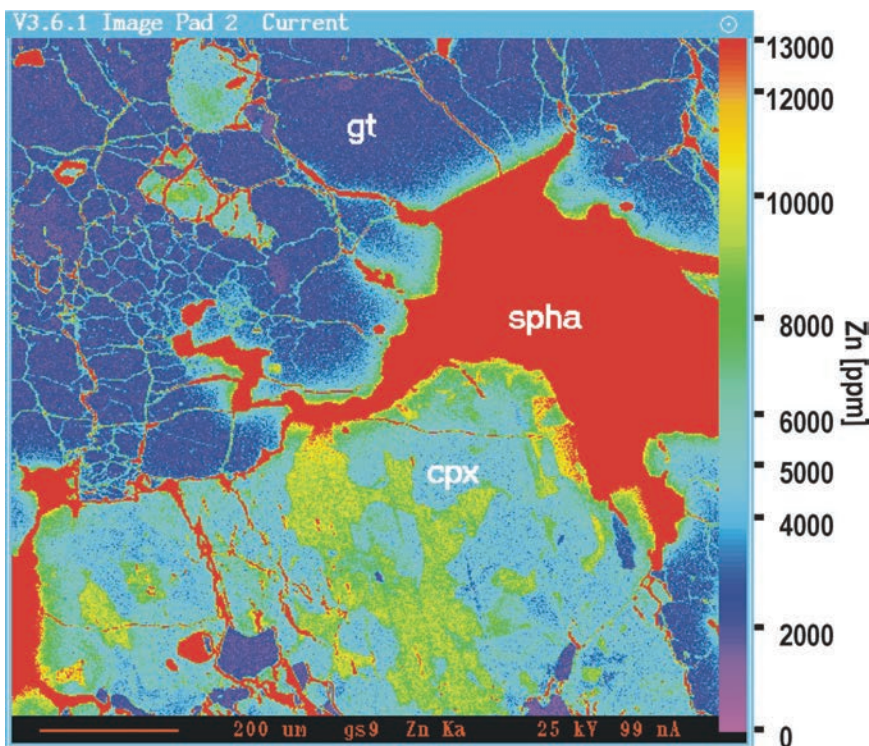 V3.6.1 Image Pad 2 Current
13000
12000
gt
10000
spha
8000
Zn [ppm]
6000
cpx
5000
4000
2000
200 um gs9 Zn Ka 25 kV 99 nA
0